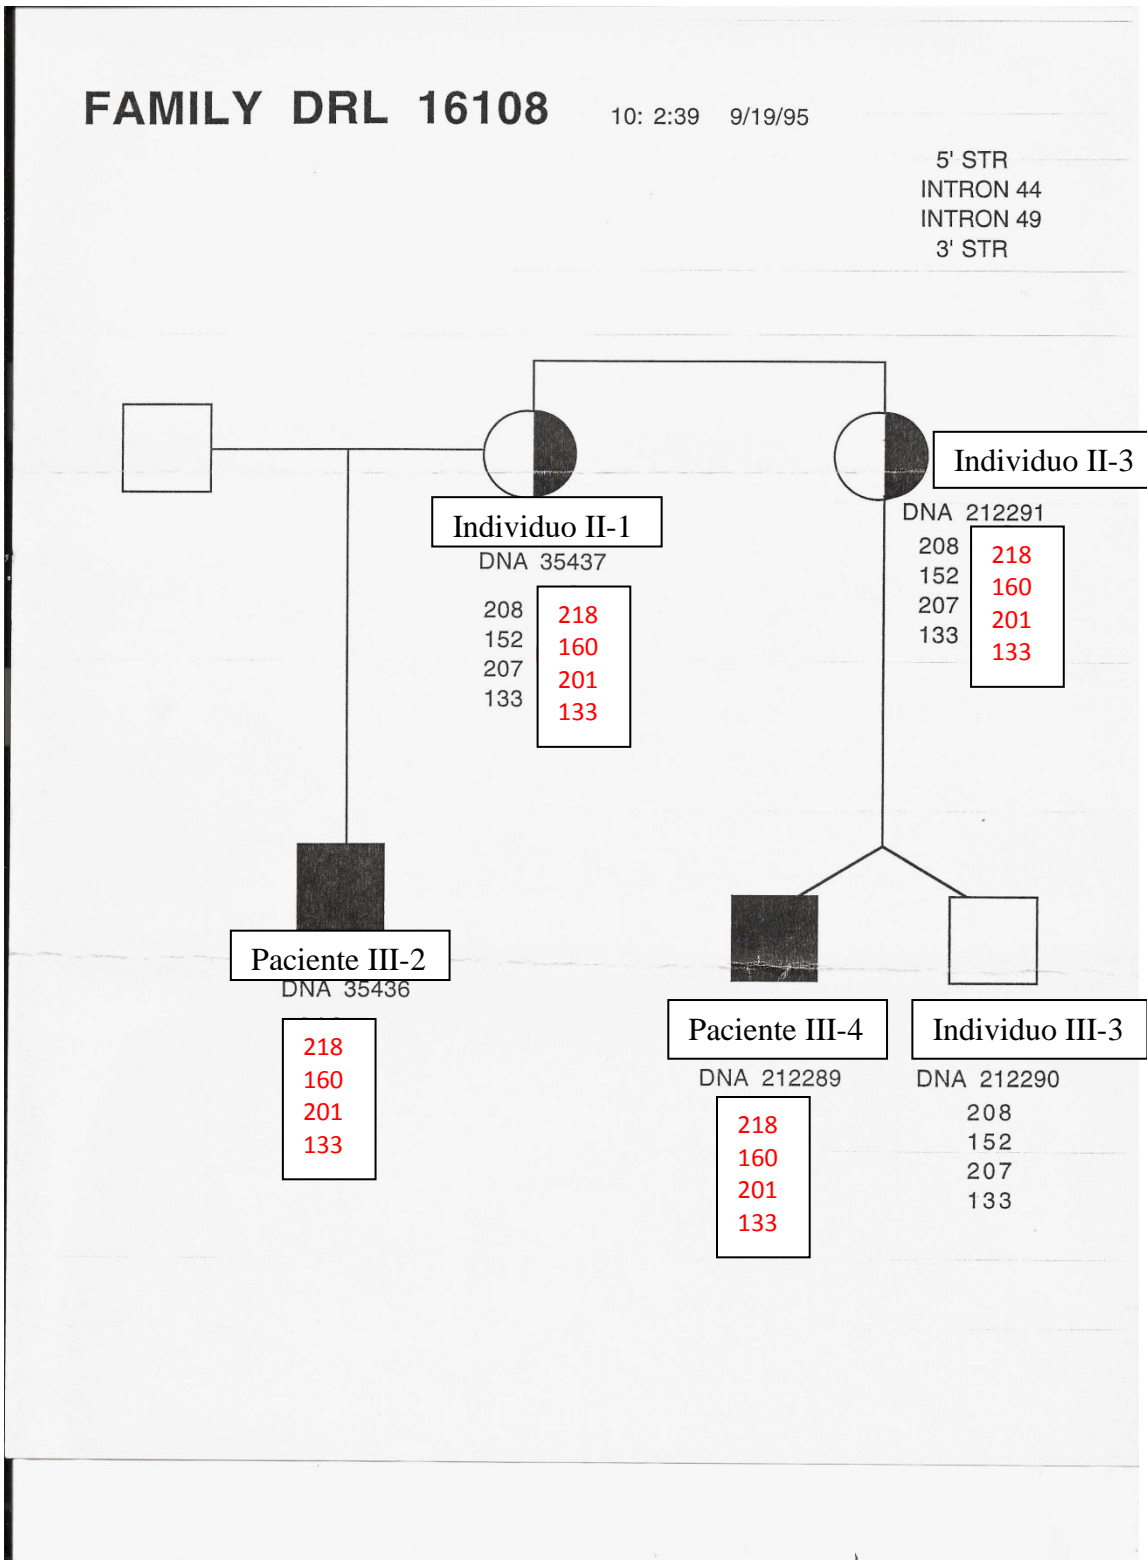 FAMILY DRL 16108 10: 2:39 9/19/95
5' STR
INTRON 44
INTRON 49
3' STR
Individuo II-1
DNA 35437
208 218
152 160
207 201
133 133
Individuo II-3
DNA 212291
208 218
152 160
207 201
133 133
Paciente III-2
DNA 35436
218
160
201
133
Paciente III-4
DNA 212289
218
160
201
133
Individuo III-3
DNA 212290
208
152
207
133